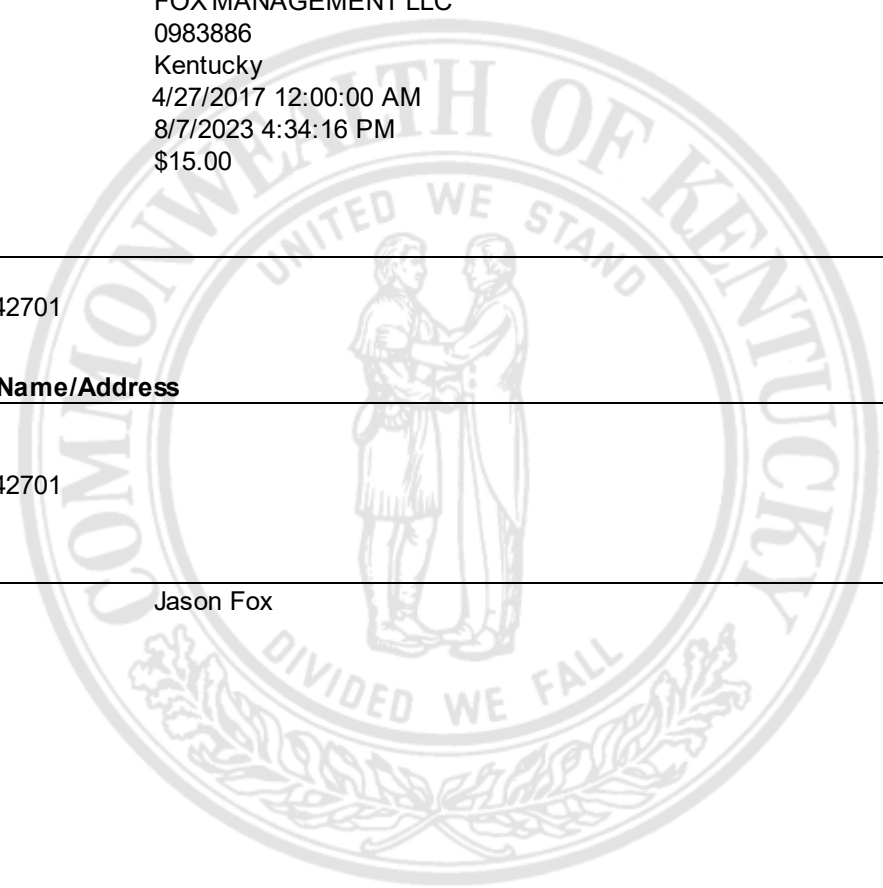 FOX MANAGEMENT LLC
0983886
Kentucky
4/27/2017 12:00:00 AM
8/7/2023 4:34:16 PM
$15.00
42701
Name/Address
42701
Jason Fox
COMMONWEALTH OF KENTUCKY
UNITED WE STAND
DIVIDED WE FALL